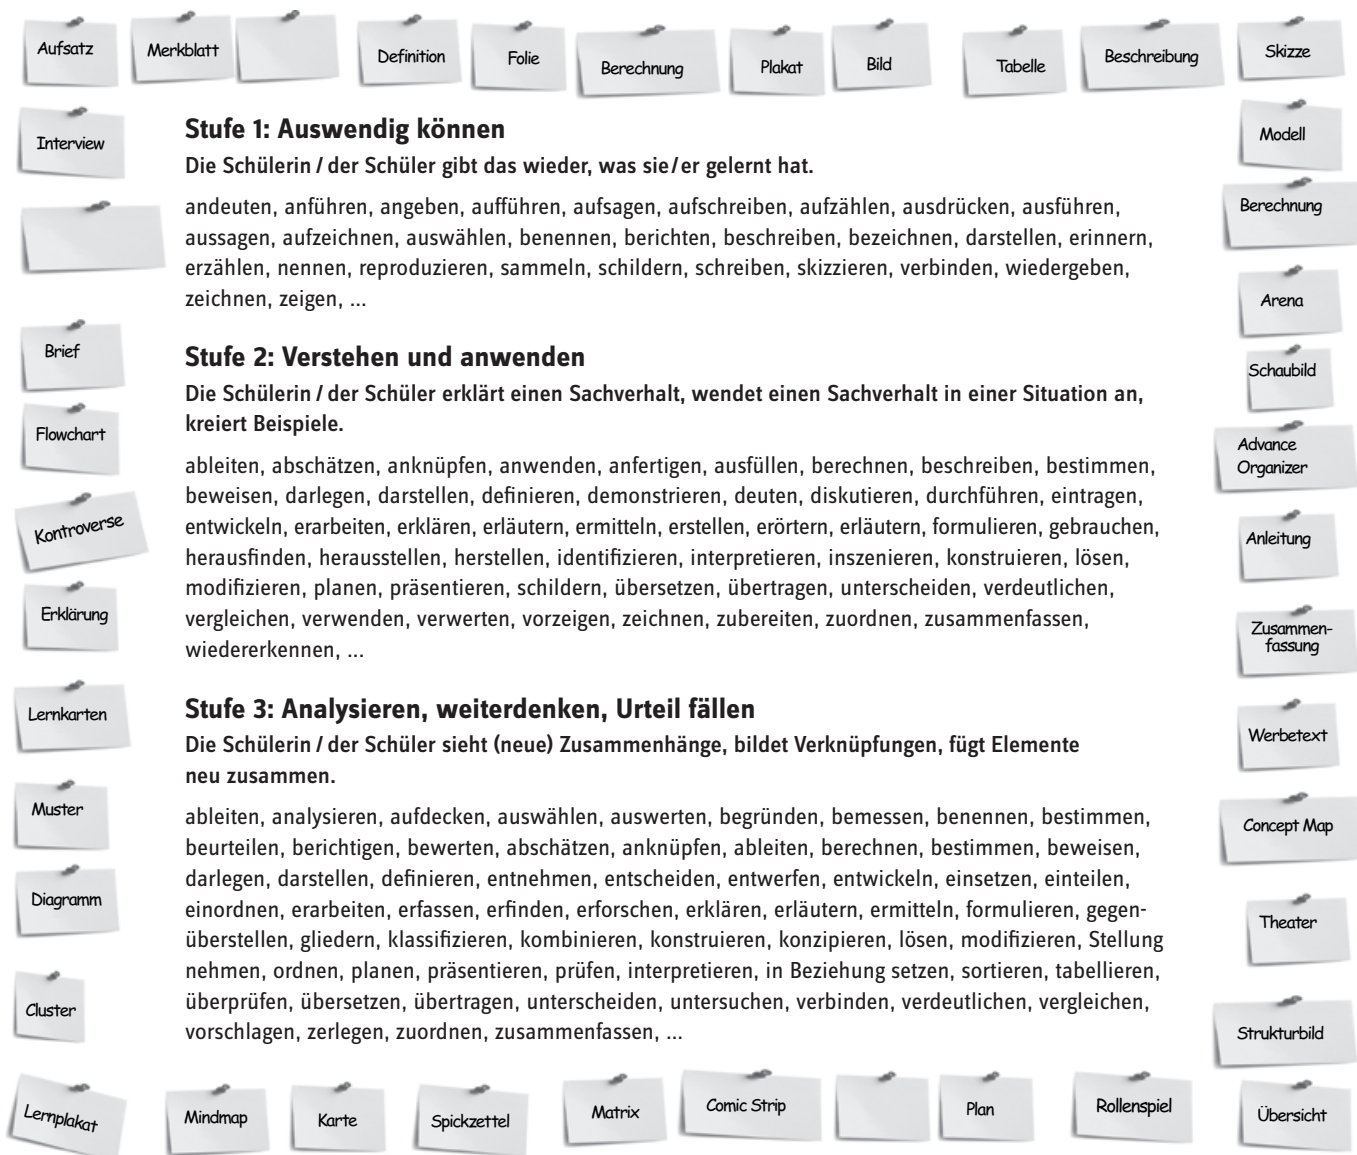 Aufsatz
Merkblatt
Definition
Folie
Berechnung
Plakat
Bild
Tabelle
Beschreibung
Skizze
Interview
Brief
Flowchart
Kontroverse
Erklärung
Lernkarten
Muster
Diagramm
Cluster
Lernplakat
Stufe 1: Auswendig können
Die Schülerin / der Schüler gibt das wieder, was sie/er gelernt hat.
andeuten, anführen, angeben, aufführen, aufsagen, aufschreiben, aufzählen, ausdrücken, ausführen,
aussagen, aufzeichnen, auswählen, benennen, berichten, beschreiben, bezeichnen, darstellen, erinnern,
erzählen, nennen, reproduzieren, sammeln, schildern, schreiben, skizzieren, verbinden, wiedergeben,
zeichnen, zeigen, ...
Stufe 2: Verstehen und anwenden
Die Schülerin / der Schüler erklärt einen Sachverhalt, wendet einen Sachverhalt in einer Situation an,
kreiert Beispiele.
ableiten, abschätzen, anknüpfen, anwenden, anfertigen, ausfüllen, berechnen, beschreiben, bestimmen,
beweisen, darlegen, darstellen, definieren, demonstrieren, deuten, diskutieren, durchführen, eintragen,
entwickeln, erarbeiten, erklären, erläutern, ermitteln, erstellen, erörtern, erläutern, formulieren, gebrauchen,
herausfinden, herausstellen, herstellen, identifizieren, interpretieren, inszenieren, konstruieren, lösen,
modifizieren, planen, präsentieren, schildern, übersetzen, übertragen, unterscheiden, verdeutlichen,
vergleichen, verwenden, verwerten, vorzeigen, zeichnen, zubereiten, zuordnen, zusammenfassen,
wiedererkennen, ...
Stufe 3: Analysieren, weiterdenken, Urteil fällen
Die Schülerin / der Schüler sieht (neue) Zusammenhänge, bildet Verknüpfungen, fügt Elemente
neu zusammen.
ableiten, analysieren, aufdecken, auswählen, auswerten, begründen, bemessen, benennen, bestimmen,
beurteilen, berichtigen, bewerten, abschätzen, anknüpfen, ableiten, berechnen, bestimmen, beweisen,
darlegen, darstellen, definieren, entnehmen, entscheiden, entwerfen, entwickeln, einsetzen, einteilen,
einordnen, erarbeiten, erfassen, erfinden, erforschen, erklären, erläutern, ermitteln, formulieren, gegen-
überstellen, gliedern, klassifizieren, kombinieren, konstruieren, konzipieren, lösen, modifizieren, Stellung
nehmen, ordnen, planen, präsentieren, prüfen, interpretieren, in Beziehung setzen, sortieren, tabellieren,
überprüfen, übersetzen, übertragen, unterscheiden, untersuchen, verbinden, verdeutlichen, vergleichen,
vorschlagen, zerlegen, zuordnen, zusammenfassen, ...
Modell
Berechnung
Arena
Schaubild
Advance
Organizer
Anleitung
Zusammen-
fassung
Werbetext
Concept Map
Theater
Strukturbild
Mindmap
Karte
Spickzettel
Matrix
Comic Strip
Plan
Rollenspiel
Übersicht